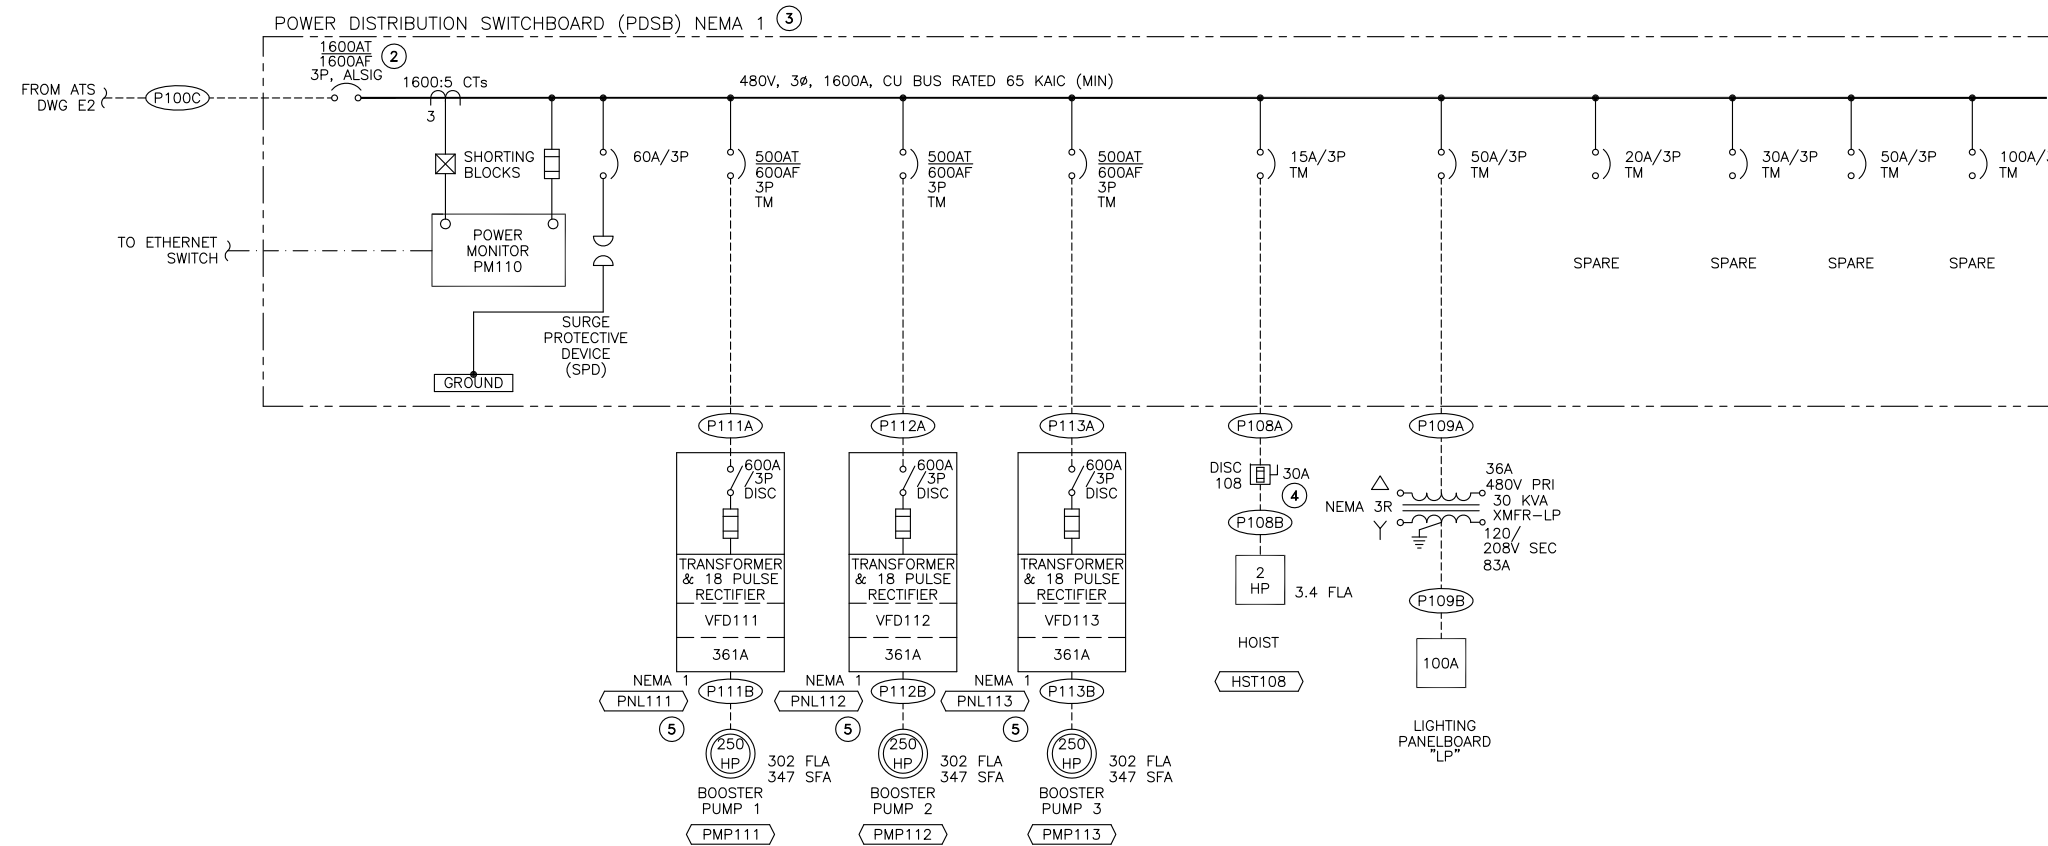 POWER DISTRIBUTION SWITCHBOARD (PDSB) NEMA 1 3
1600AT
1600AF
3P, ALSIG
2
FROM ATS
DWG E2
P100C
1600:5 CTs
3
480V, 3ø, 1600A, CU BUS RATED 65 KAIC (MIN)
SHORTING
BLOCKS
60A/3P
500AT
600AF
3P
TM
500AT
600AF
3P
TM
500AT
600AF
3P
TM
15A/3P
TM
50A/3P
TM
20A/3P
TM
30A/3P
TM
50A/3P
TM
100A/
TM
TO ETHERNET
SWITCH
POWER
MONITOR
PM110
SPARE
SPARE
SPARE
SPARE
SURGE
PROTECTIVE
DEVICE
(SPD)
GROUND
P111A
P112A
P113A
P108A
P109A
600A
/3P
DISC
600A
/3P
DISC
600A
/3P
DISC
DISC
108
30A
4
P108B
2
HP
3.4 FLA
HOIST
HST108
NEMA 3R
36A
480V PRI
30 KVA
XMFR-LP
120/
208V SEC
83A
P109B
100A
LIGHTING
PANELBOARD
"LP"
TRANSFORMER
& 18 PULSE
RECTIFIER
VFD111
361A
TRANSFORMER
& 18 PULSE
RECTIFIER
VFD112
361A
TRANSFORMER
& 18 PULSE
RECTIFIER
VFD113
361A
NEMA 1
PNL111
P111B
5
NEMA 1
PNL112
P112B
5
NEMA 1
PNL113
P113B
5
250
HP
302 FLA
347 SFA
BOOSTER
PUMP 1
PMP111
250
HP
302 FLA
347 SFA
BOOSTER
PUMP 2
PMP112
250
HP
302 FLA
347 SFA
BOOSTER
PUMP 3
PMP113